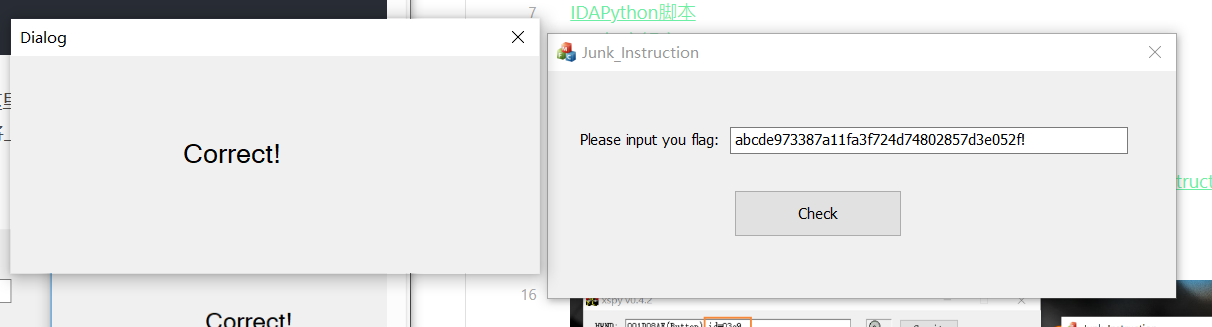 Dialog
Correct!
Correct!
7
IDAPython脚本
Junk_Instruction
Please input you flag:
abcde973387a11fa3f724d74802857d3e052f!
Check
truct
16
xspy v0.4.2